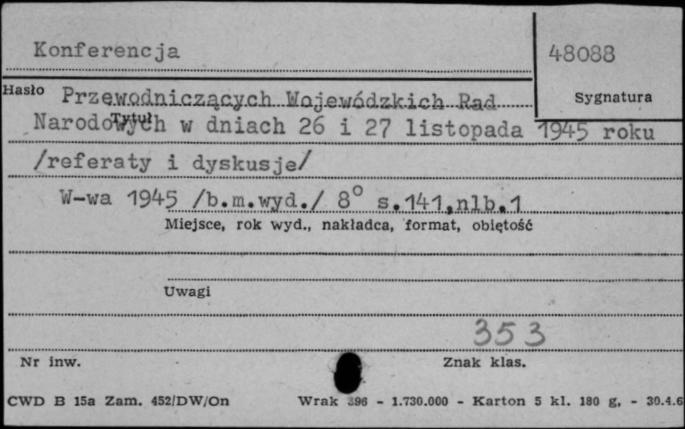 Konferencja
48088
Hasło
Przewodniczących Wojewódzkich Rad
Sygnatura
Tytuł
Narodowych w dniach 26 i 27 listopada 1945 roku
/referaty i dyskusje/
W-wa 1945 /b.m.wyd./ 8° s.141,nlb.1
Miejsce, rok wyd., nakładca, format, objętość
Uwagi
353
Nr inw.
Znak klas.
CWD B 15a Zam. 452/DW/On Wrak 396 - 1.730.000 - Karton 5 kl. 180 g, - 30.4.6